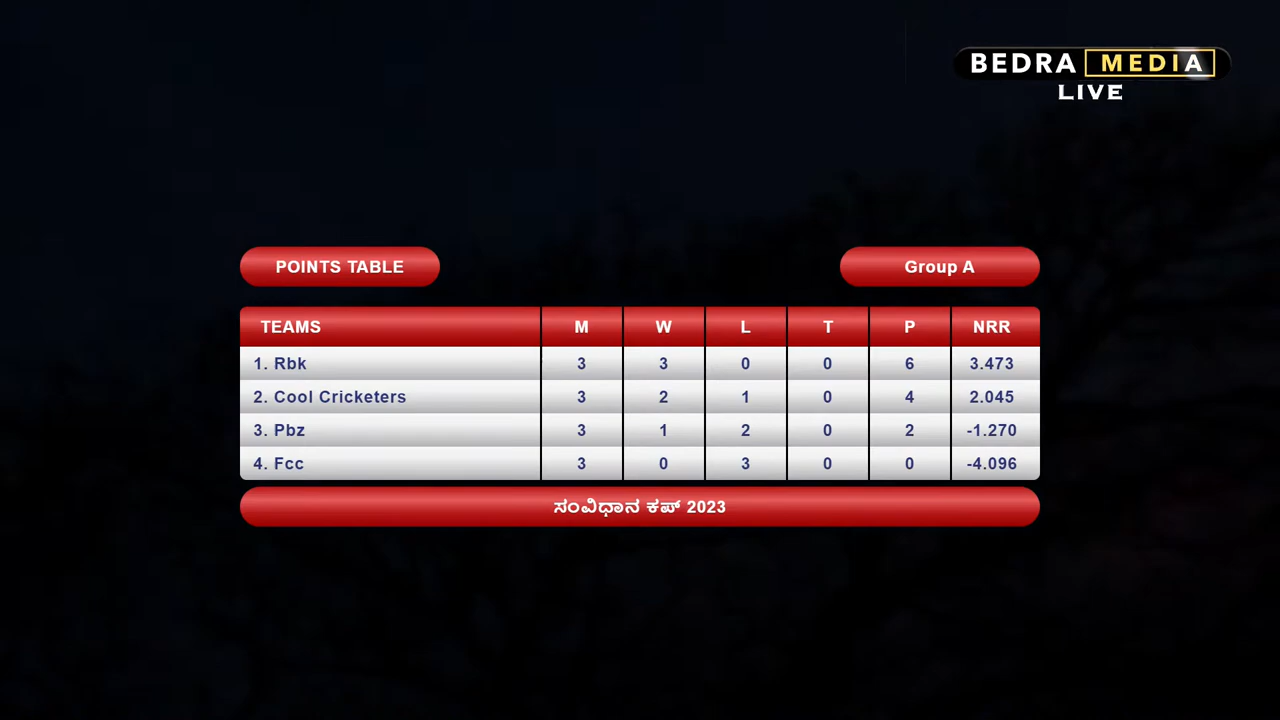 BEDRA MEDIA
LIVE
POINTS TABLE Group A
TEAMS M W L T P NRR
1. Rbk 3 3 0 0 6 3.473
2. Cool Cricketers 3 2 1 0 4 2.045
3. Pbz 3 1 2 0 2 -1.270
4. Fcc 3 0 3 0 0 -4.096
ಸಂವಿಧಾನ ಕಪ್ 2023